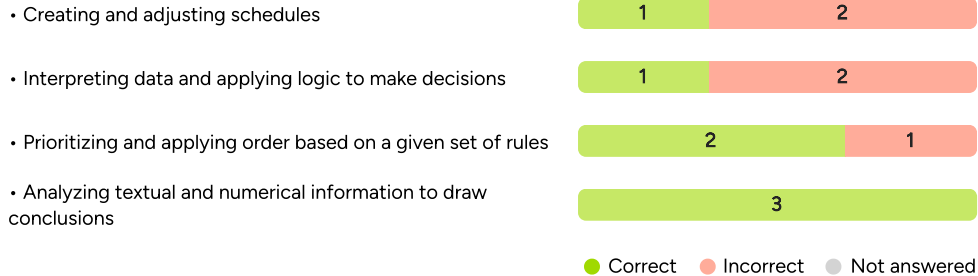 • Creating and adjusting schedules 1 2
• Interpreting data and applying logic to make decisions 1 2
• Prioritizing and applying order based on a given set of rules 2 1
• Analyzing textual and numerical information to draw
conclusions 3
Correct Incorrect Not answered